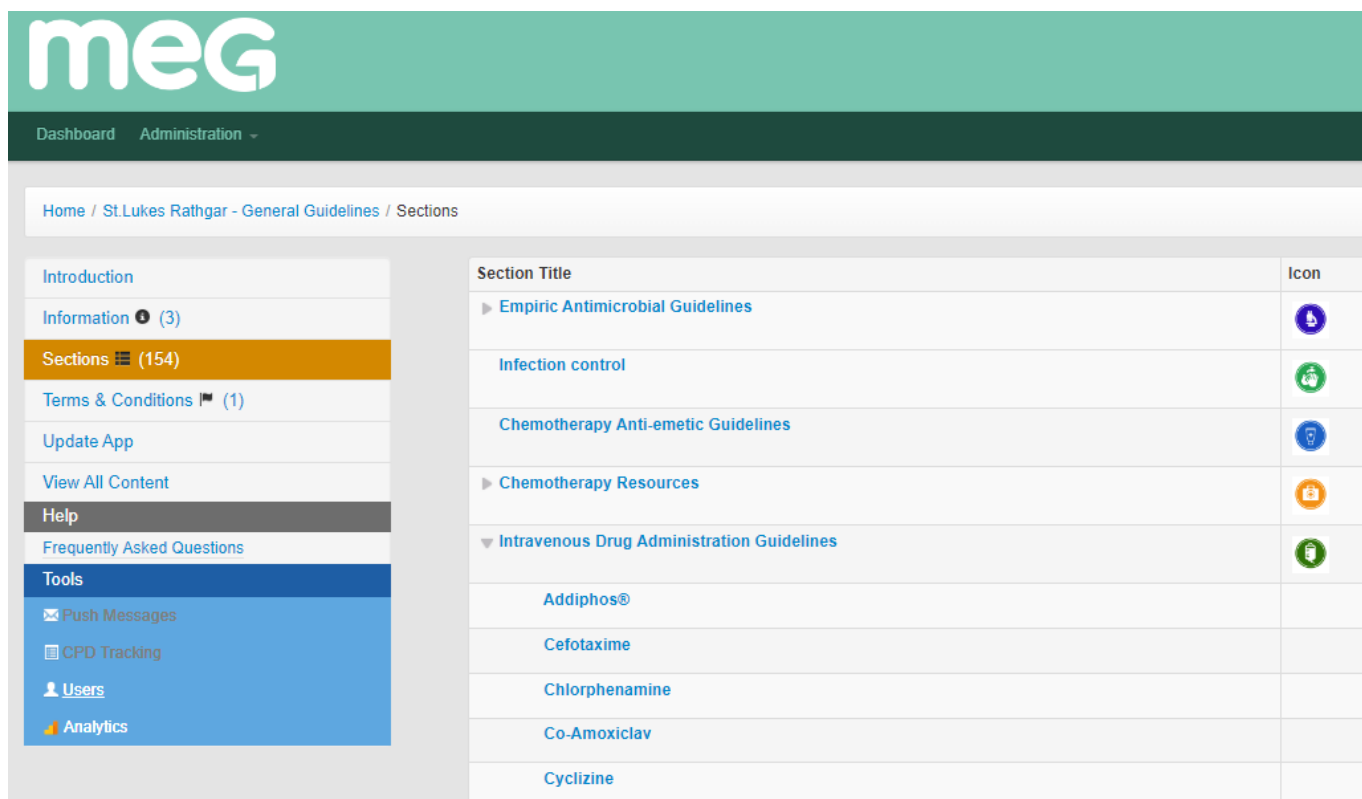 meG
Dashboard Administration
Home / St.Lukes Rathgar - General Guidelines / Sections
Introduction
Information (3)
Sections (154)
Terms & Conditions (1)
Update App
View All Content
Help
Frequently Asked Questions
Tools
Push Messages
CPD Tracking
Users
Analytics
Section Title Icon
Empiric Antimicrobial Guidelines
Infection control
Chemotherapy Anti-emetic Guidelines
Chemotherapy Resources
Intravenous Drug Administration Guidelines
Addiphos®
Cefotaxime
Chlorphenamine
Co-Amoxiclav
Cyclizine